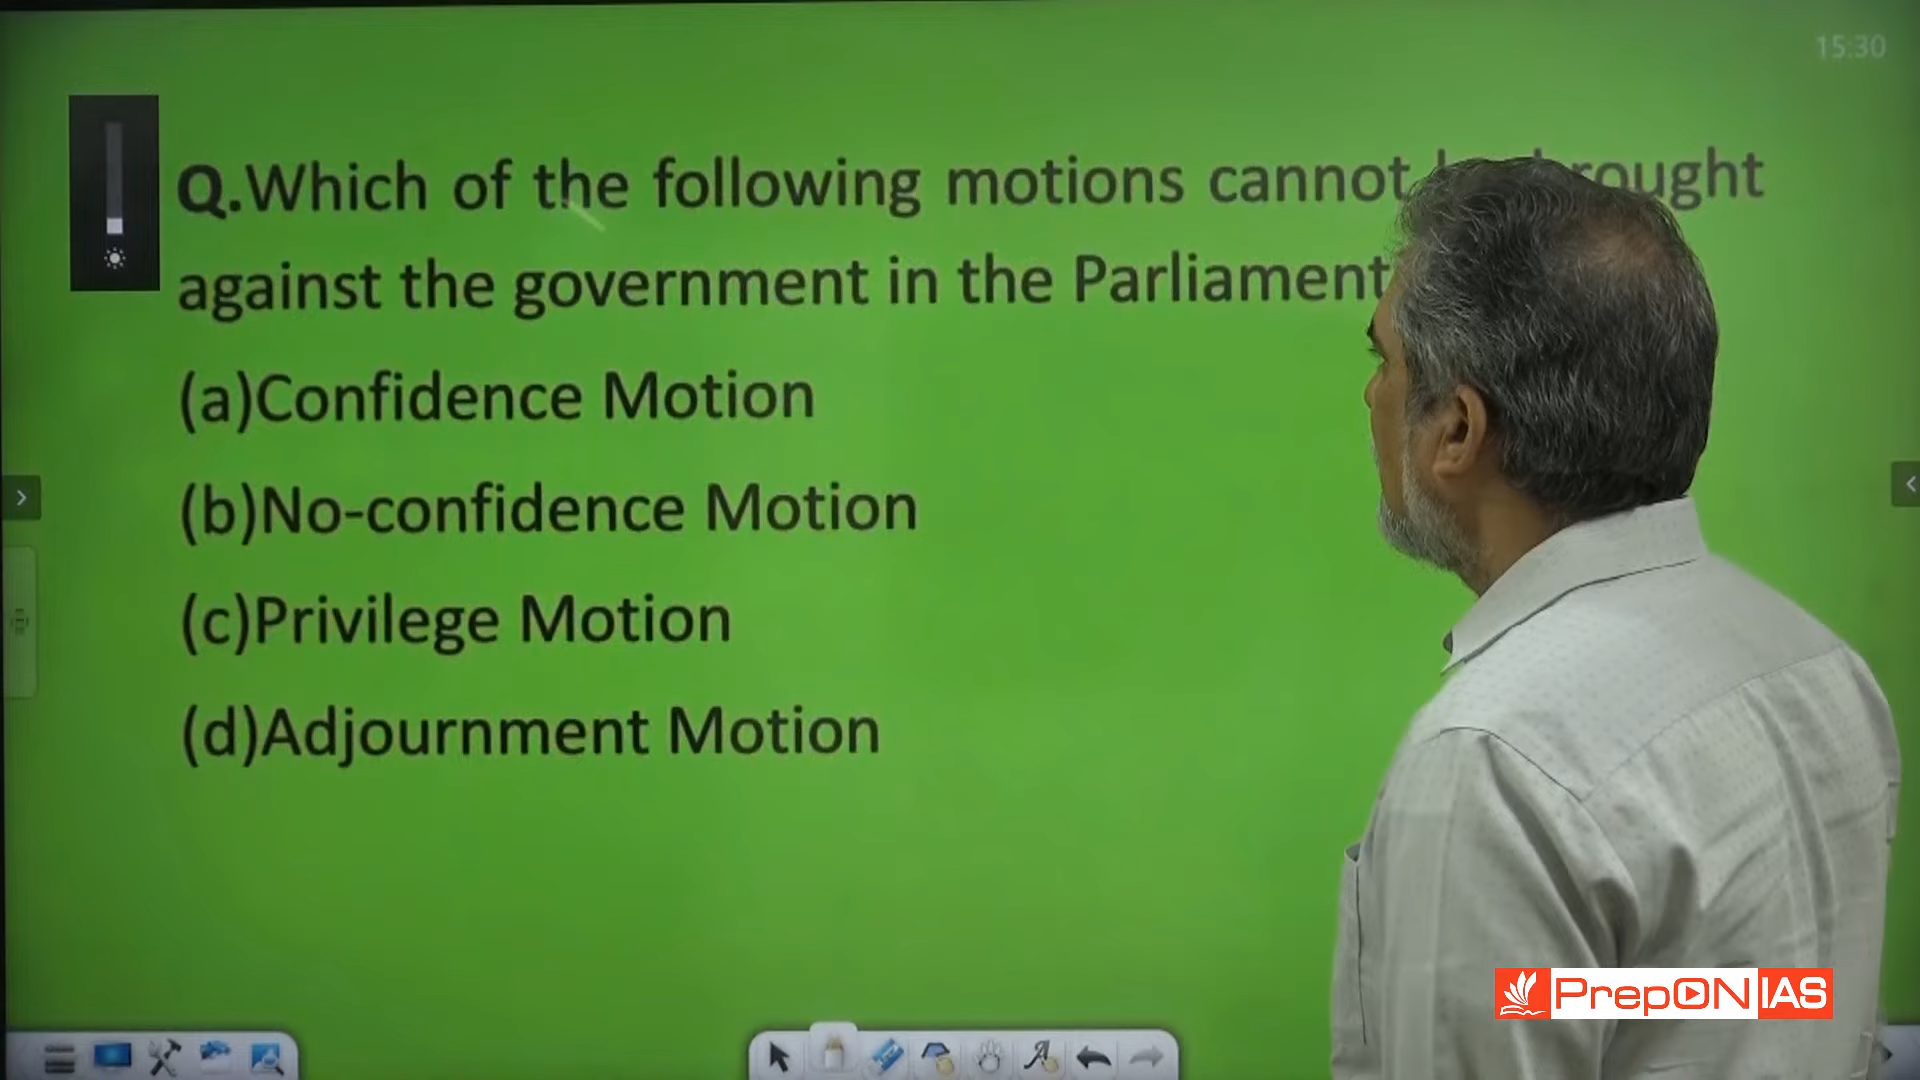 15:30
Q.Which of the following motions cannot
against the government in the Parliament
(a)Confidence Motion
(b)No-confidence Motion
(c)Privilege Motion
(d)Adjournment Motion
PrepON IAS